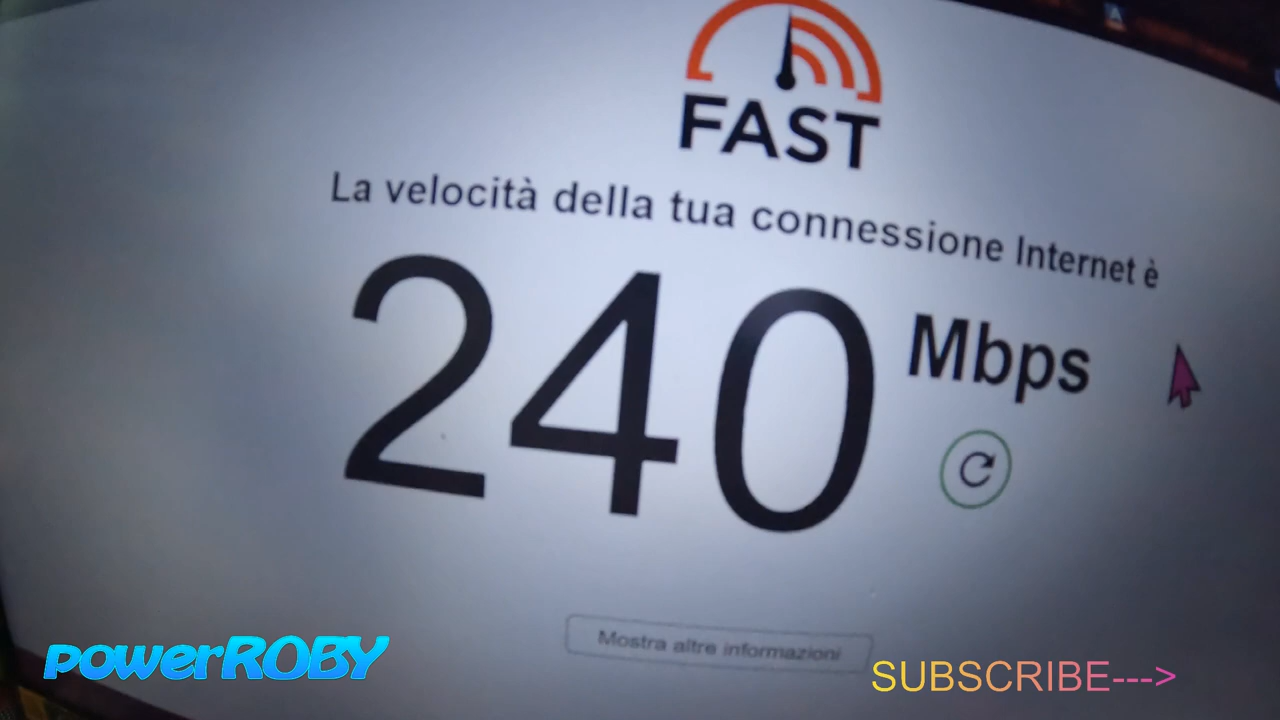 FAST
La velocità della tua connessione Internet è
240 Mbps
Mostra altre informazioni
powerROBY
SUBSCRIBE--->